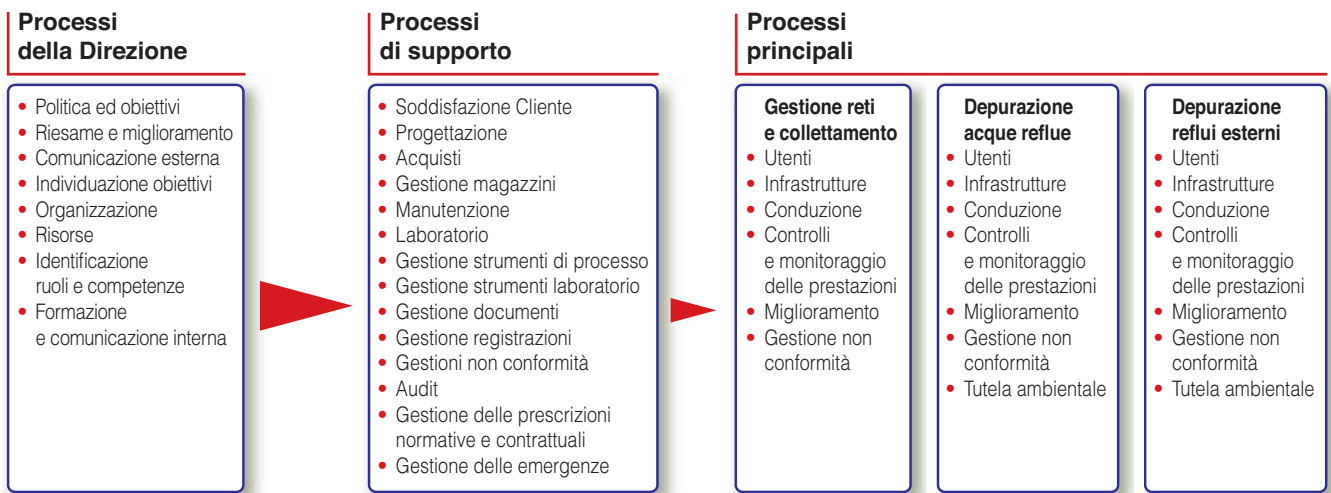 Processi
della Direzione
• Politica ed obiettivi
• Riesame e miglioramento
• Comunicazione esterna
• Individuazione obiettivi
• Organizzazione
• Risorse
• Identificazione
ruoli e competenze
• Formazione
e comunicazione interna
Processi
di supporto
• Soddisfazione Cliente
• Progettazione
• Acquisti
• Gestione magazzini
• Manutenzione
• Laboratorio
• Gestione strumenti di processo
• Gestione strumenti laboratorio
• Gestione documenti
• Gestione registrazioni
• Gestioni non conformità
• Audit
• Gestione delle prescrizioni
normative e contrattuali
• Gestione delle emergenze
Processi
principali
Gestione reti
e collettamento
• Utenti
• Infrastrutture
• Conduzione
• Controlli
e monitoraggio
delle prestazioni
• Miglioramento
• Gestione non
conformità
Depurazione
acque reflue
• Utenti
• Infrastrutture
• Conduzione
• Controlli
e monitoraggio
delle prestazioni
• Miglioramento
• Gestione non
conformità
• Tutela ambientale
Depurazione
reflui esterni
• Utenti
• Infrastrutture
• Conduzione
• Controlli
e monitoraggio
delle prestazioni
• Miglioramento
• Gestione non
conformità
• Tutela ambientale